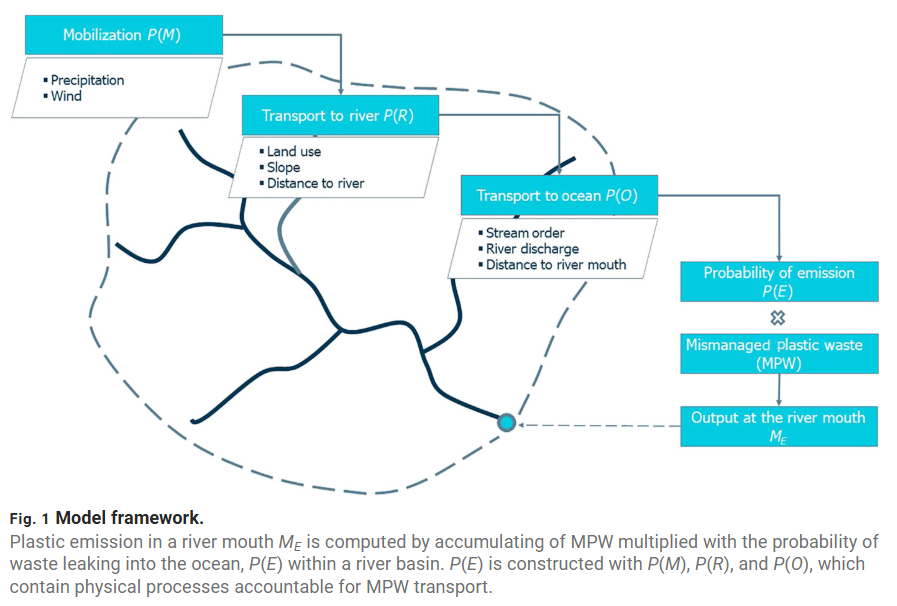 Mobilization P(M)
▪ Precipitation
▪ Wind
Transport to river P(R)
▪ Land use
▪ Slope
▪ Distance to river
Transport to ocean P(O)
▪ Stream order
▪ River discharge
▪ Distance to river mouth
Probability of emission
P(E)
Mismanaged plastic waste
(MPW)
Output at the river mouth
M_E
Fig. 1 Model framework.
Plastic emission in a river mouth M_E is computed by accumulating of MPW multiplied with the probability of
waste leaking into the ocean, P(E) within a river basin. P(E) is constructed with P(M), P(R), and P(O), which
contain physical processes accountable for MPW transport.